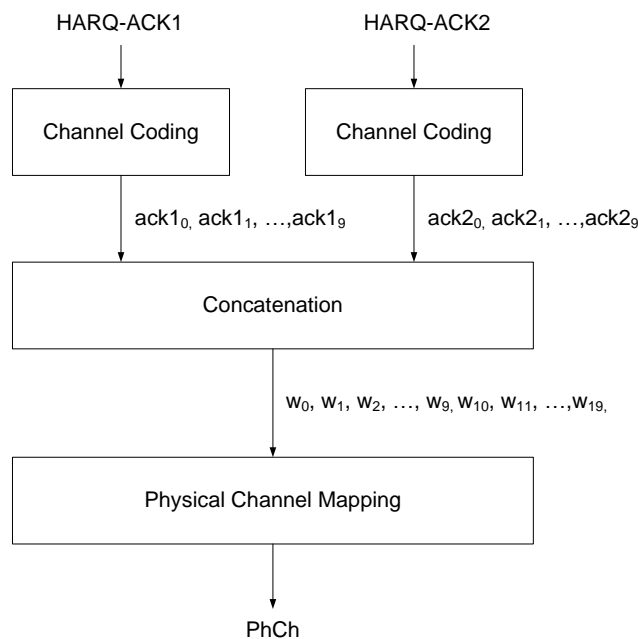 HARQ-ACK1 HARQ-ACK2
Channel Coding Channel Coding
ack1₀, ack1₁, …,ack1₉ ack2₀, ack2₁, …,ack2₉
Concatenation
w₀, w₁, w₂, …, w₉, w₁₀, w₁₁, …,w₁₉,
Physical Channel Mapping
PhCh